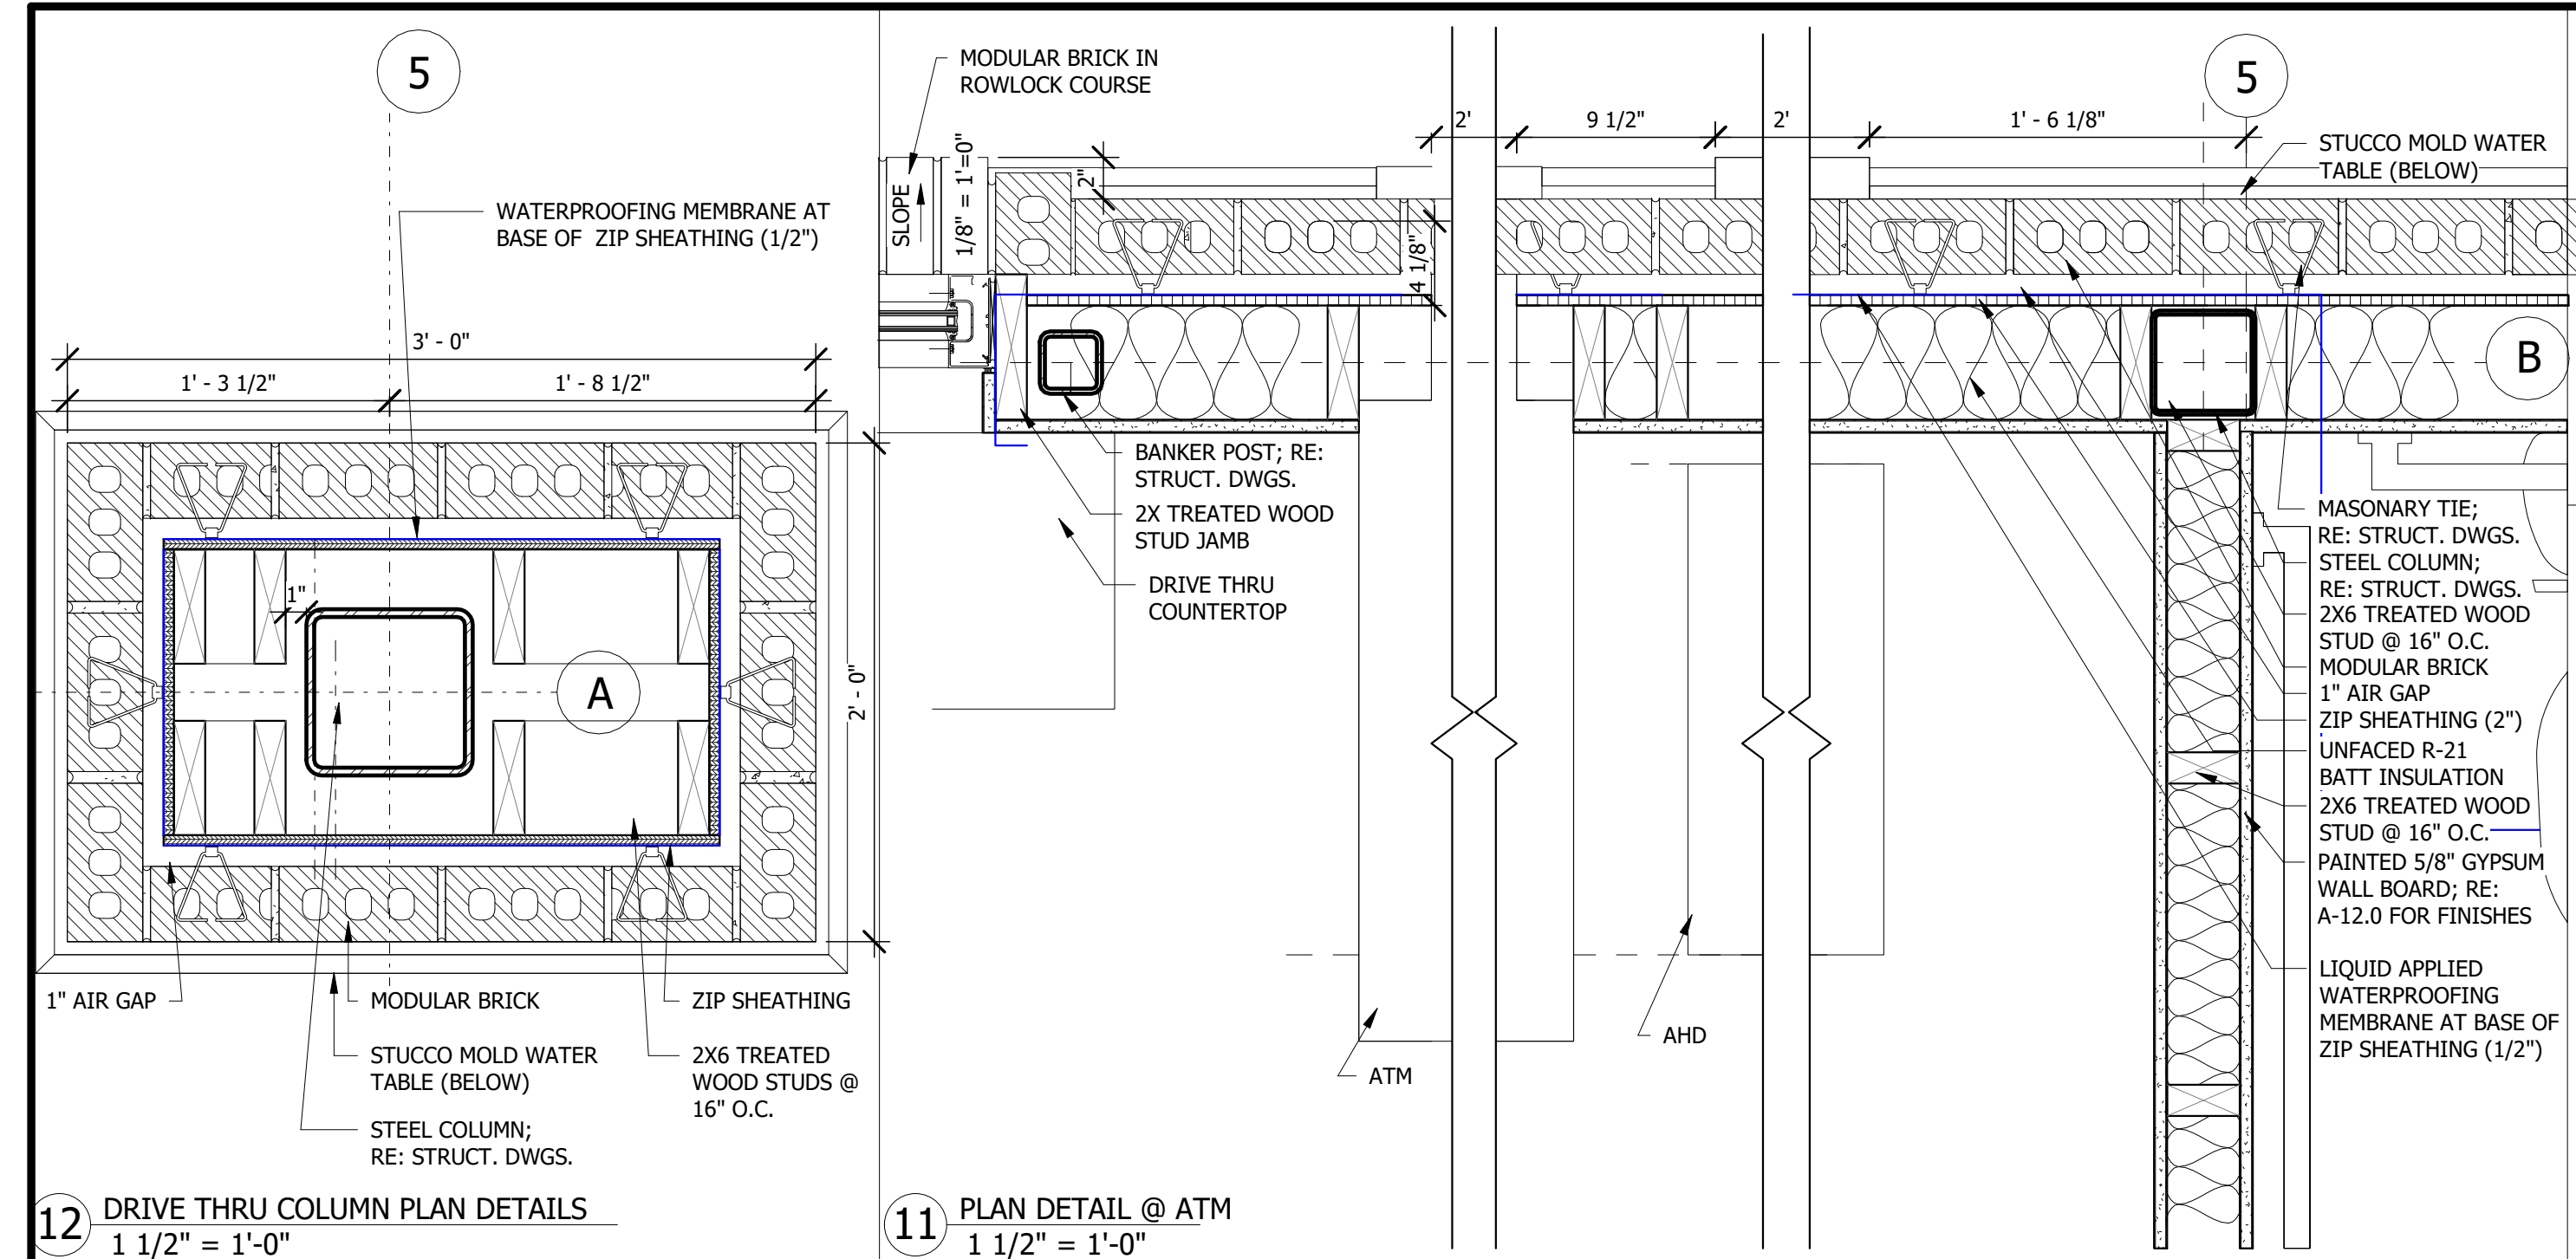 5
WATERPROOFING MEMBRANE AT
BASE OF ZIP SHEATHING (1/2")
3' - 0"
1' - 3 1/2"
1' - 8 1/2"
1"
A
2' - 0"
1" AIR GAP
MODULAR BRICK
ZIP SHEATHING
STUCCO MOLD WATER
TABLE (BELOW)
2X6 TREATED
WOOD STUDS @
16" O.C.
STEEL COLUMN;
RE: STRUCT. DWGS.
12
DRIVE THRU COLUMN PLAN DETAILS
1 1/2" = 1'-0"
MODULAR BRICK IN
ROWLOCK COURSE
SLOPE
1/8" = 1'=0"
2"
4 1/8"
2'
9 1/2"
2'
1' - 6 1/8"
5
STUCCO MOLD WATER
TABLE (BELOW)
B
BANKER POST; RE:
STRUCT. DWGS.
2X TREATED WOOD
STUD JAMB
DRIVE THRU
COUNTERTOP
MASONARY TIE;
RE: STRUCT. DWGS.
STEEL COLUMN;
RE: STRUCT. DWGS.
2X6 TREATED WOOD
STUD @ 16" O.C.
MODULAR BRICK
1" AIR GAP
ZIP SHEATHING (2")
UNFACED R-21
BATT INSULATION
2X6 TREATED WOOD
STUD @ 16" O.C.
PAINTED 5/8" GYPSUM
WALL BOARD; RE:
A-12.0 FOR FINISHES
LIQUID APPLIED
WATERPROOFING
MEMBRANE AT BASE OF
ZIP SHEATHING (1/2")
AHD
ATM
11
PLAN DETAIL @ ATM
1 1/2" = 1'-0"